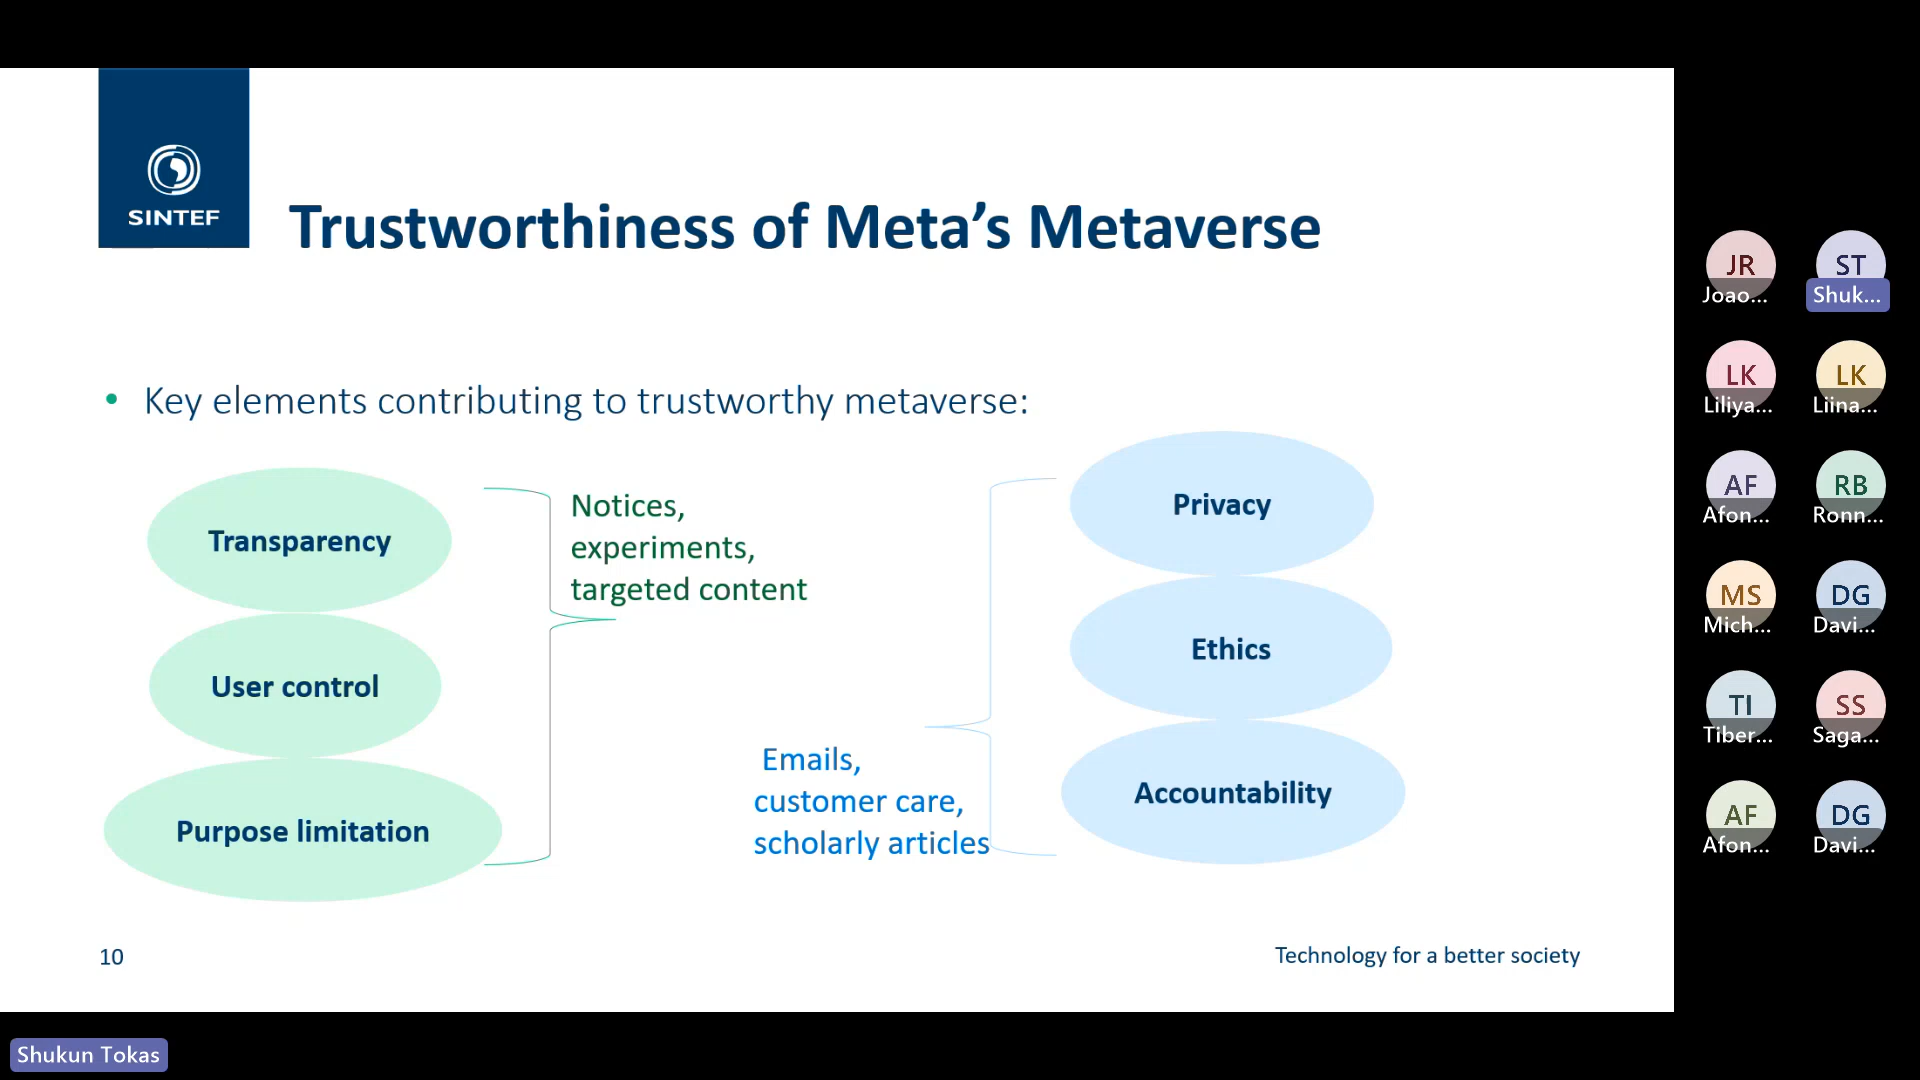 SINTEF
Trustworthiness of Meta’s Metaverse
• Key elements contributing to trustworthy metaverse:
Transparency
User control
Purpose limitation
Notices,
experiments,
targeted content
Emails,
customer care,
scholarly articles
Privacy
Ethics
Accountability
10
Technology for a better society
JR
Joao...
ST
Shuk...
LK
Liliya...
LK
Liina...
AF
Afon...
RB
Ronn...
MS
Mich...
DG
Davi...
TI
Tiber...
SS
Saga...
AF
Afon...
DG
Davi...
Shukun Tokas